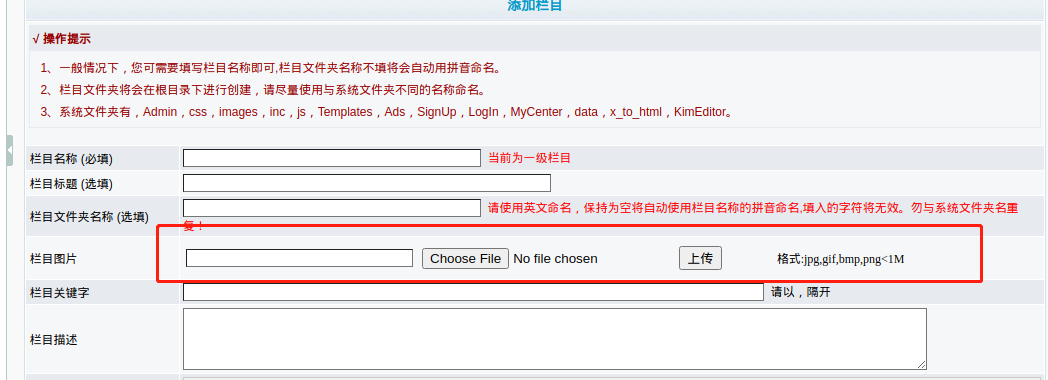 添加栏目
√ 操作提示
1、一般情况下，您可需要填写栏目名称即可,栏目文件夹名称不填将会自动用拼音命名。
2、栏目文件夹将会在根目录下进行创建，请尽量使用与系统文件夹不同的名称命名。
3、系统文件夹有，Admin，css，images，inc，js，Templates，Ads，SignUp，LogIn，MyCenter，data，x_to_html，KimEditor。
栏目名称 (必填) 当前为一级栏目
栏目标题 (选填)
栏目文件夹名称 (选填) 请使用英文命名，保持为空将自动使用栏目名称的拼音命名,填入的字符将无效。勿与系统文件夹名重
复！
栏目图片 Choose File No file chosen 上传 格式:jpg,gif,bmp,png<1M
栏目关键字 请以，隔开
栏目描述